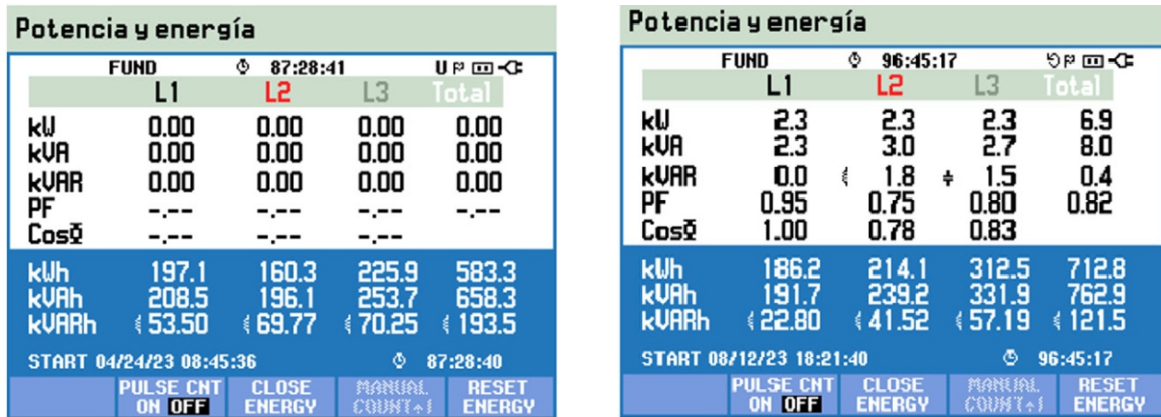 Potencia y energía
FUND 87:28:41 U
L1 L2 L3 Total
kW 0.00 0.00 0.00 0.00
kVA 0.00 0.00 0.00 0.00
kVAR 0.00 0.00 0.00 0.00
PF -.-- -.-- -.-- -.--
CosΦ -.-- -.-- -.--
kWh 197.1 160.3 225.9 583.3
kVAh 208.5 196.1 253.7 658.3
kVARh 53.50 69.77 70.25 193.5
START 04/24/23 08:45:36 87:28:40
PULSE CNT CLOSE MANUAL RESET
ON OFF ENERGY COUNT ENERGY
Potencia y energía
FUND 96:45:17
L1 L2 L3 Total
kW 2.3 2.3 2.3 6.9
kVA 2.3 3.0 2.7 8.0
kVAR 0.0 1.8 1.5 0.4
PF 0.95 0.75 0.80 0.82
CosΦ 1.00 0.78 0.83
kWh 186.2 214.1 312.5 712.8
kVAh 191.7 239.2 331.9 762.9
kVARh 22.80 41.52 57.19 121.5
START 08/12/23 18:21:40 96:45:17
PULSE CNT CLOSE MANUAL RESET
ON OFF ENERGY COUNT ENERGY